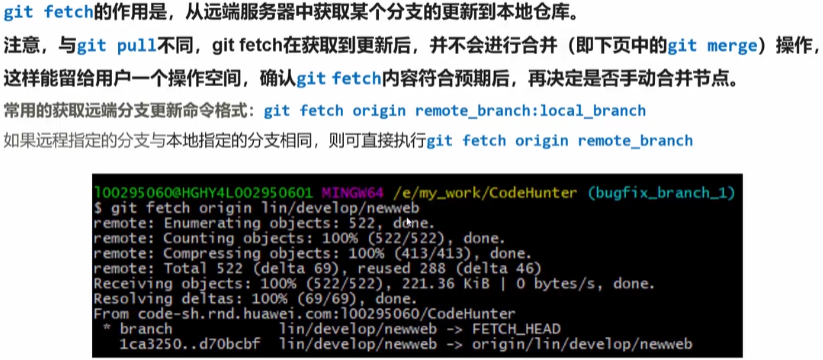 git fetch的作用是，从远端服务器中获取某个分支的更新到本地仓库。
注意，与git pull不同，git fetch在获取到更新后，并不会进行合并（即下页中的git merge）操作，
这样能留给用户一个操作空间，确认git fetch内容符合预期后，再决定是否手动合并节点。
常用的获取远端分支更新命令格式：git fetch origin remote_branch:local_branch
如果远程指定的分支与本地指定的分支相同，则可直接执行git fetch origin remote_branch
l00295060@HGHY4L002950601 MINGW64 /e/my_work/CodeHunter (bugfix_branch_1)
$ git fetch origin lin/develop/newweb
remote: Enumerating objects: 522, done.
remote: Counting objects: 100% (522/522), done.
remote: Compressing objects: 100% (413/413), done.
remote: Total 522 (delta 69), reused 288 (delta 46)
Receiving objects: 100% (522/522), 221.36 KiB | 0 bytes/s, done.
Resolving deltas: 100% (69/69), done.
From code-sh.rnd.huawei.com:l00295060/CodeHunter
* branch lin/develop/newweb -> FETCH_HEAD
1ca3250..d70bcbf lin/develop/newweb -> origin/lin/develop/newweb